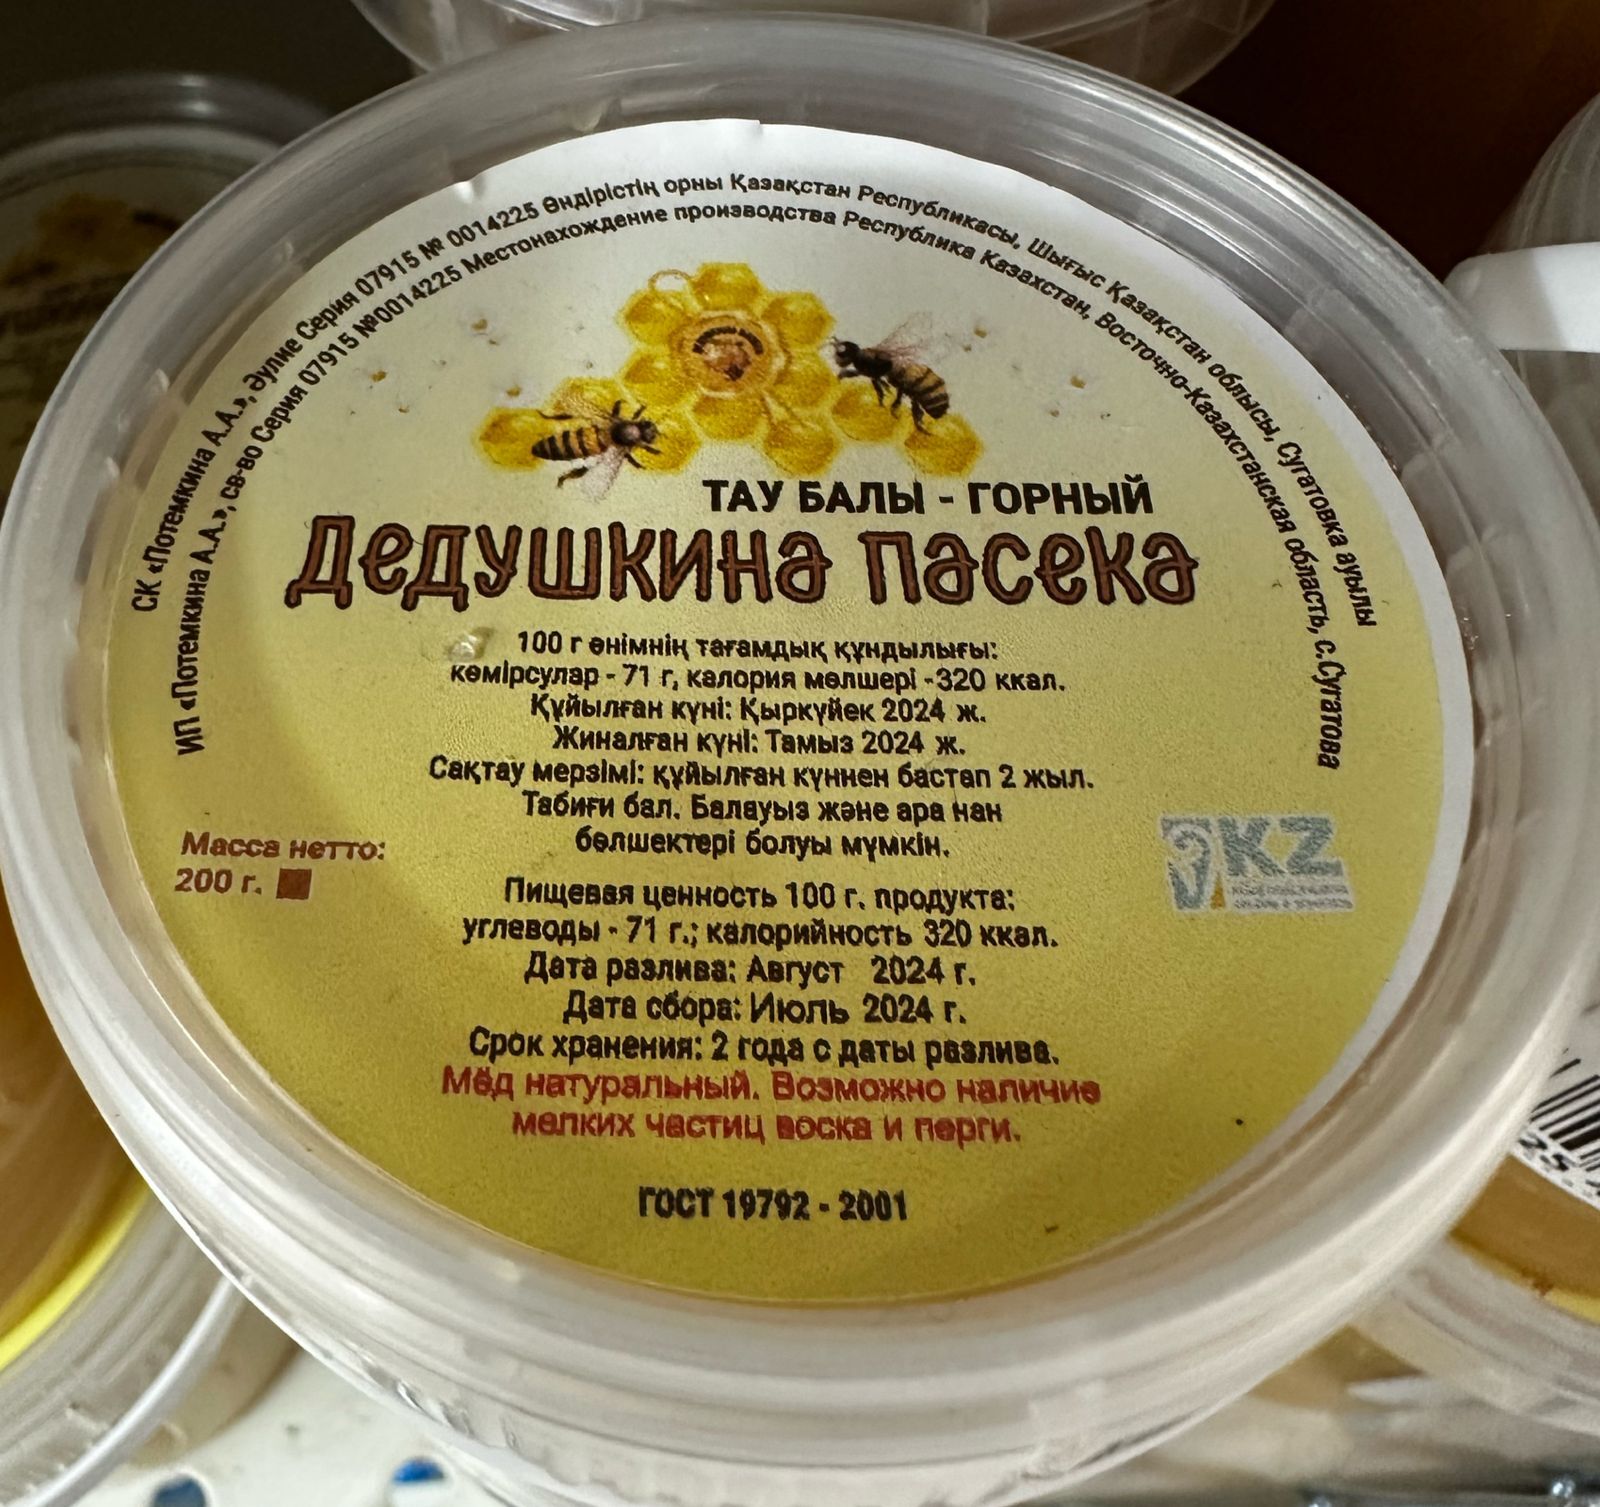 СК «Потемкина А.А.», Әулие Серия 07915 № 0014225 Өндірістің орны Қазақстан Республикасы, Шығыс Қазақстан облысы, Сугатовка ауылы
ИП «Потемкина А.А.», св-во Серия 07915 №0014225 Местонахождение производства Республика Казахстан, Восточно-Казахстанская область, с.Сугатова
ТАУ БАЛЫ - ГОРНЫЙ
Дедушкина пасека
100 г өнімнің тағамдық құндылығы:
көмірсулар - 71 г, калория мөлшері -320 ккал.
Құйылған күні: Қыркүйек 2024 ж.
Жиналған күні: Тамыз 2024 ж.
Сақтау мерзімі: құйылған күннен бастап 2 жыл.
Табиғи бал. Балауыз және ара нан
бөлшектері болуы мүмкін.
Масса нетто:
200 г.
KZ
Пищевая ценность 100 г. продукта:
углеводы - 71 г.; калорийность 320 ккал.
Дата разлива: Август 2024 г.
Дата сбора: Июль 2024 г.
Срок хранения: 2 года с даты разлива.
Мёд натуральный. Возможно наличие
мелких частиц воска и перги.
ГОСТ 19792 - 2001